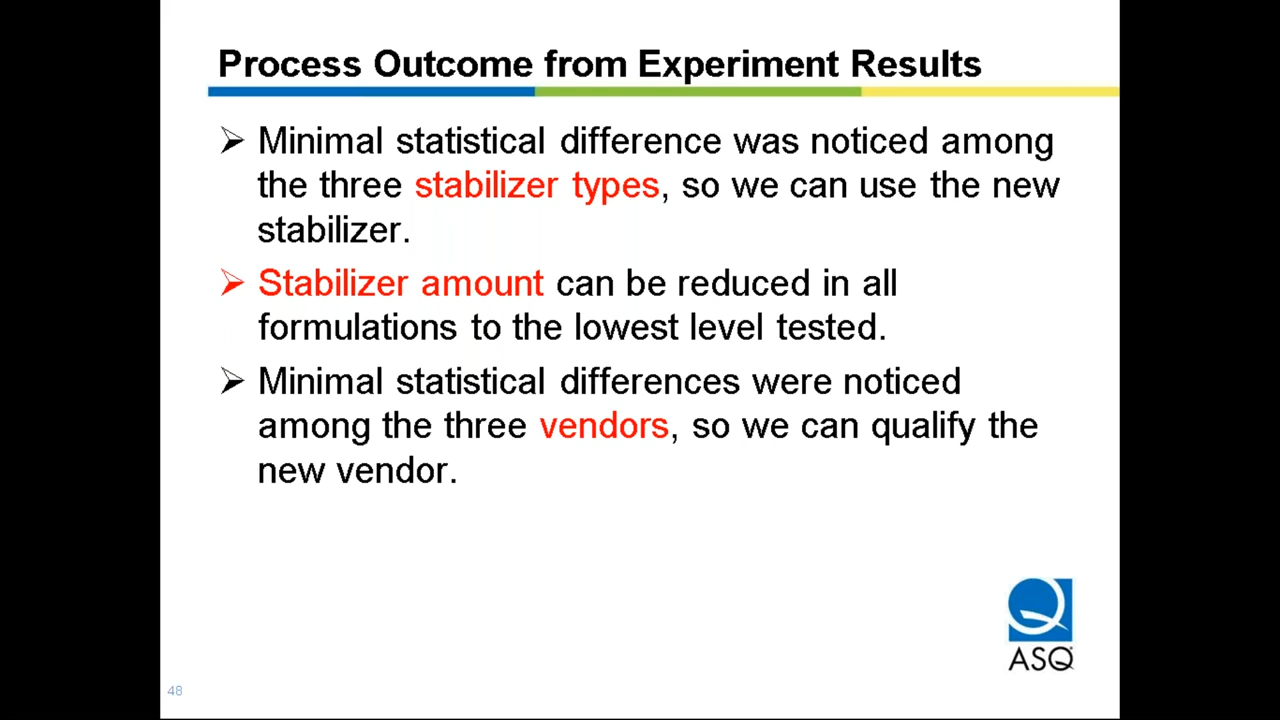 Process Outcome from Experiment Results
Minimal statistical difference was noticed among
the three stabilizer types, so we can use the new
stabilizer.
Stabilizer amount can be reduced in all
formulations to the lowest level tested.
Minimal statistical differences were noticed
among the three vendors, so we can qualify the
new vendor.
ASQ
48